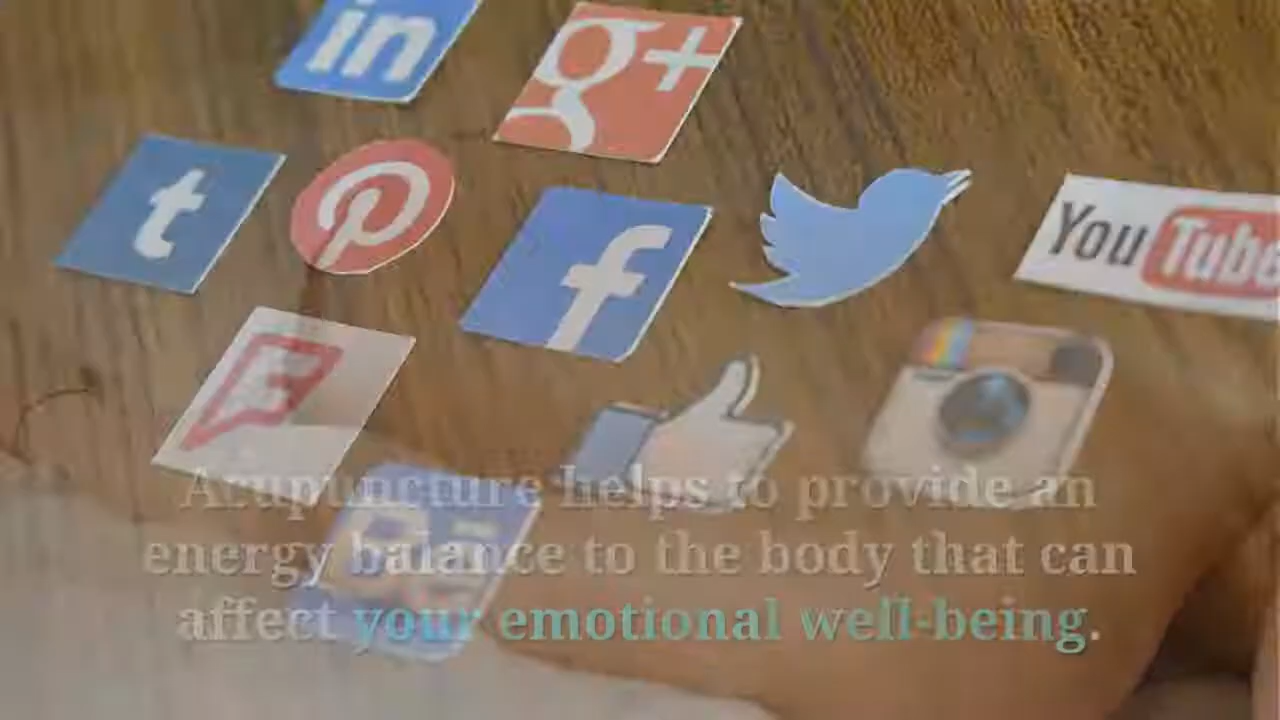 in
g+
t
f
YouTube
Acupuncture helps to provide an
energy balance to the body that can
affect your emotional well-being.